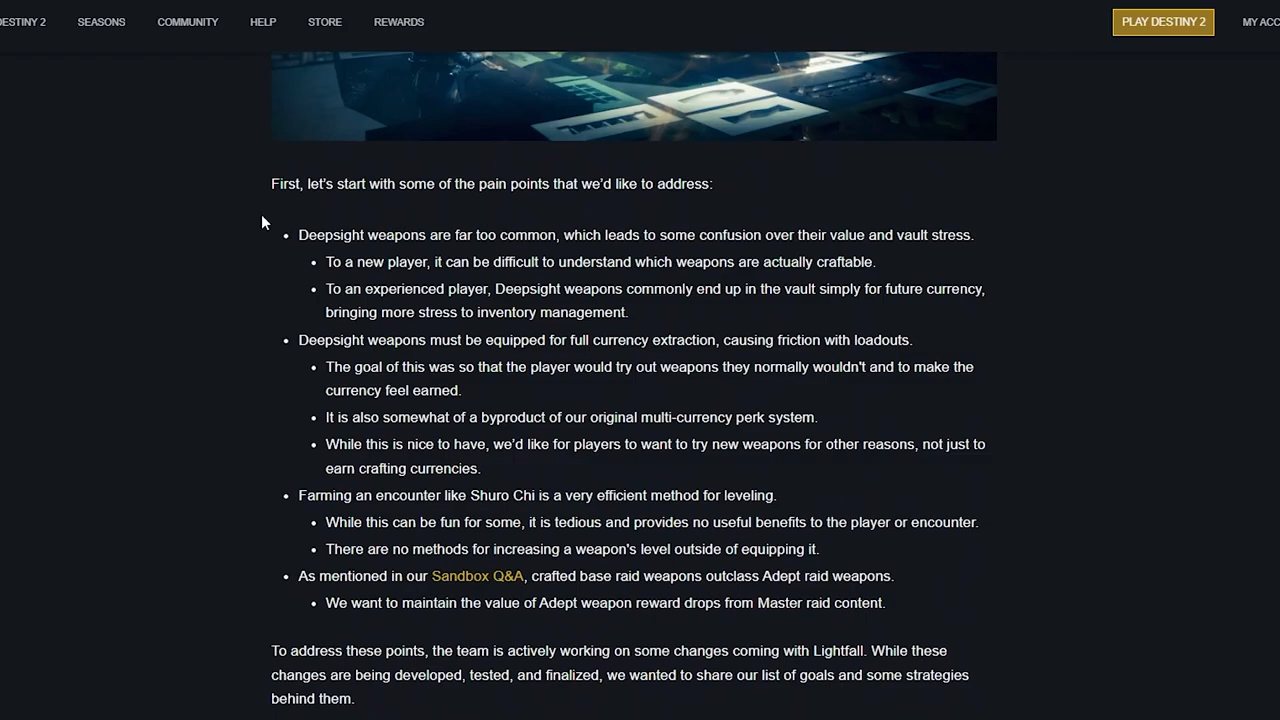 DESTINY 2 SEASONS COMMUNITY HELP STORE REWARDS PLAY DESTINY 2 MY ACC
First, let's start with some of the pain points that we'd like to address:
• Deepsight weapons are far too common, which leads to some confusion over their value and vault stress.
• To a new player, it can be difficult to understand which weapons are actually craftable.
• To an experienced player, Deepsight weapons commonly end up in the vault simply for future currency,
bringing more stress to inventory management.
• Deepsight weapons must be equipped for full currency extraction, causing friction with loadouts.
• The goal of this was so that the player would try out weapons they normally wouldn't and to make the
currency feel earned.
• It is also somewhat of a byproduct of our original multi-currency perk system.
• While this is nice to have, we'd like for players to want to try new weapons for other reasons, not just to
earn crafting currencies.
• Farming an encounter like Shuro Chi is a very efficient method for leveling.
• While this can be fun for some, it is tedious and provides no useful benefits to the player or encounter.
• There are no methods for increasing a weapon's level outside of equipping it.
• As mentioned in our Sandbox Q&A, crafted base raid weapons outclass Adept raid weapons.
• We want to maintain the value of Adept weapon reward drops from Master raid content.
To address these points, the team is actively working on some changes coming with Lightfall. While these
changes are being developed, tested, and finalized, we wanted to share our list of goals and some strategies
behind them.